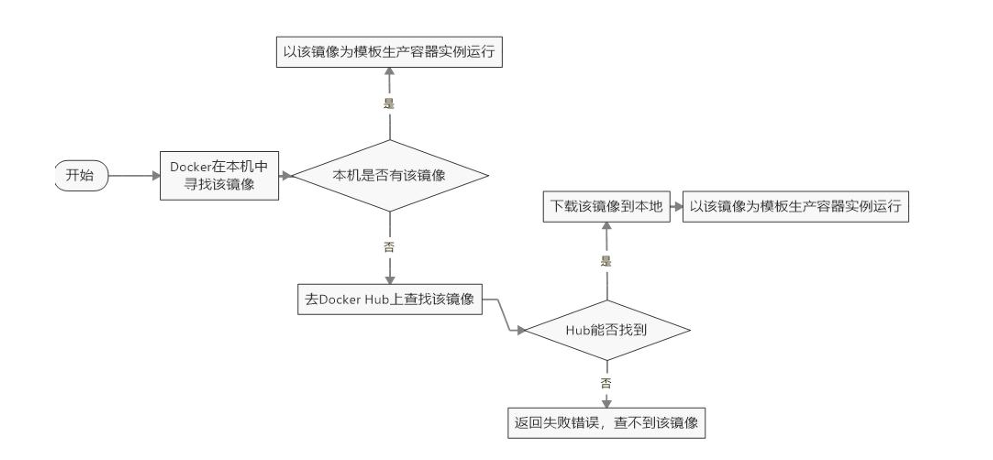 以该镜像为模板生产容器实例运行
是
开始
Docker在本机中
寻找该镜像
本机是否有该镜像
否
去Docker Hub上查找该镜像
下载该镜像到本地
以该镜像为模板生产容器实例运行
是
Hub能否找到
否
返回失败错误，查不到该镜像